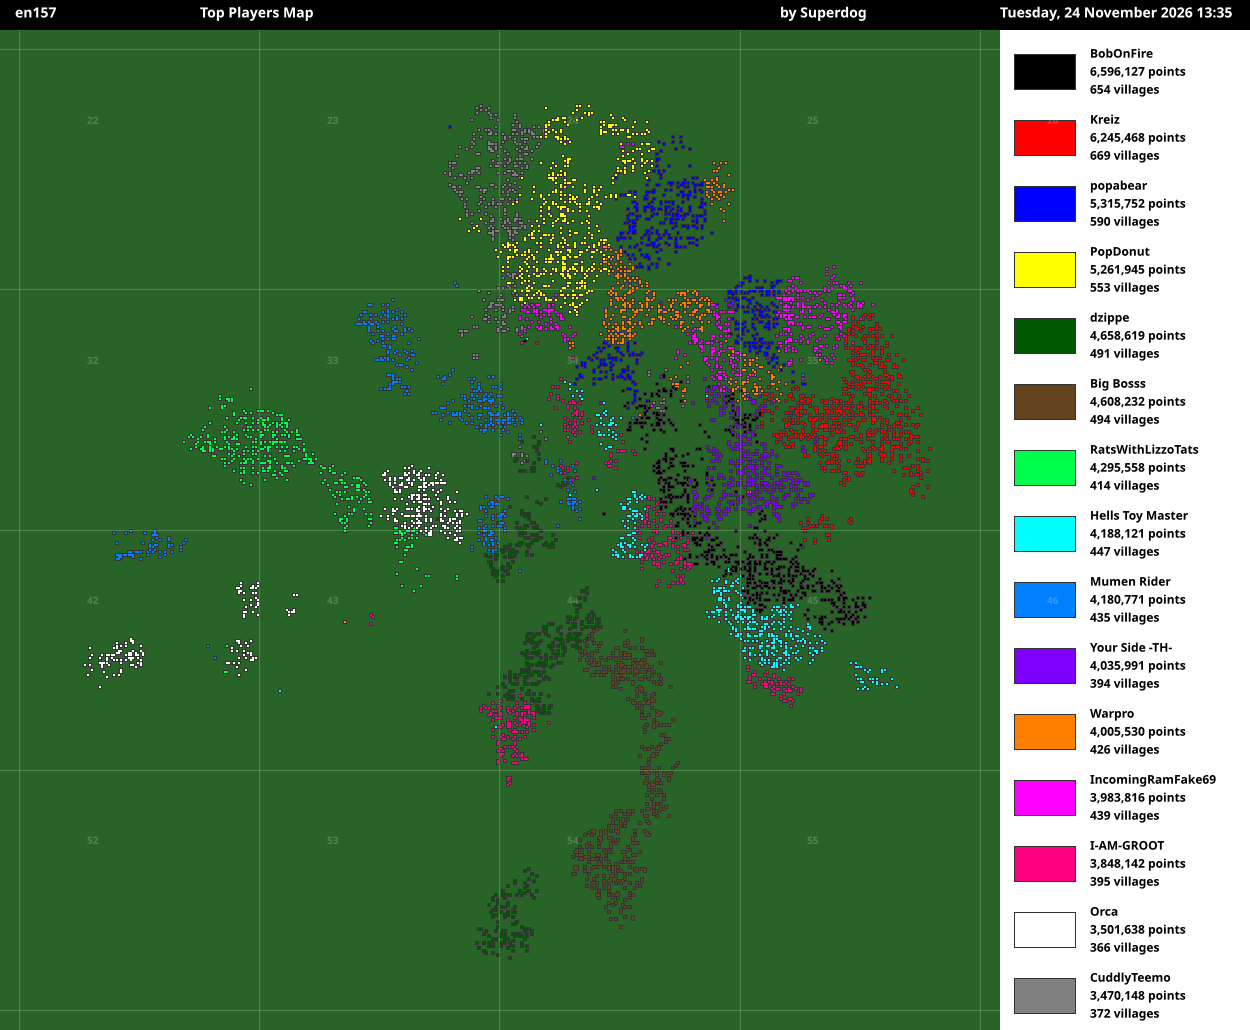 en157 Top Players Map by Superdog Tuesday, 24 November 2026 13:35
BobOnFire
6,596,127 points
654 villages
Kreiz
6,245,468 points
669 villages
popabear
5,315,752 points
590 villages
PopDonut
5,261,945 points
553 villages
dzippe
4,658,619 points
491 villages
Big Bosss
4,608,232 points
494 villages
RatsWithLizzoTats
4,295,558 points
414 villages
Hells Toy Master
4,188,121 points
447 villages
Mumen Rider
4,180,771 points
435 villages
Your Side -TH-
4,035,991 points
394 villages
Warpro
4,005,530 points
426 villages
IncomingRamFake69
3,983,816 points
439 villages
I-AM-GROOT
3,848,142 points
395 villages
Orca
3,501,638 points
366 villages
CuddlyTeemo
3,470,148 points
372 villages
22 23 25
32 33
42 43 44 45 46
52 53 54 55